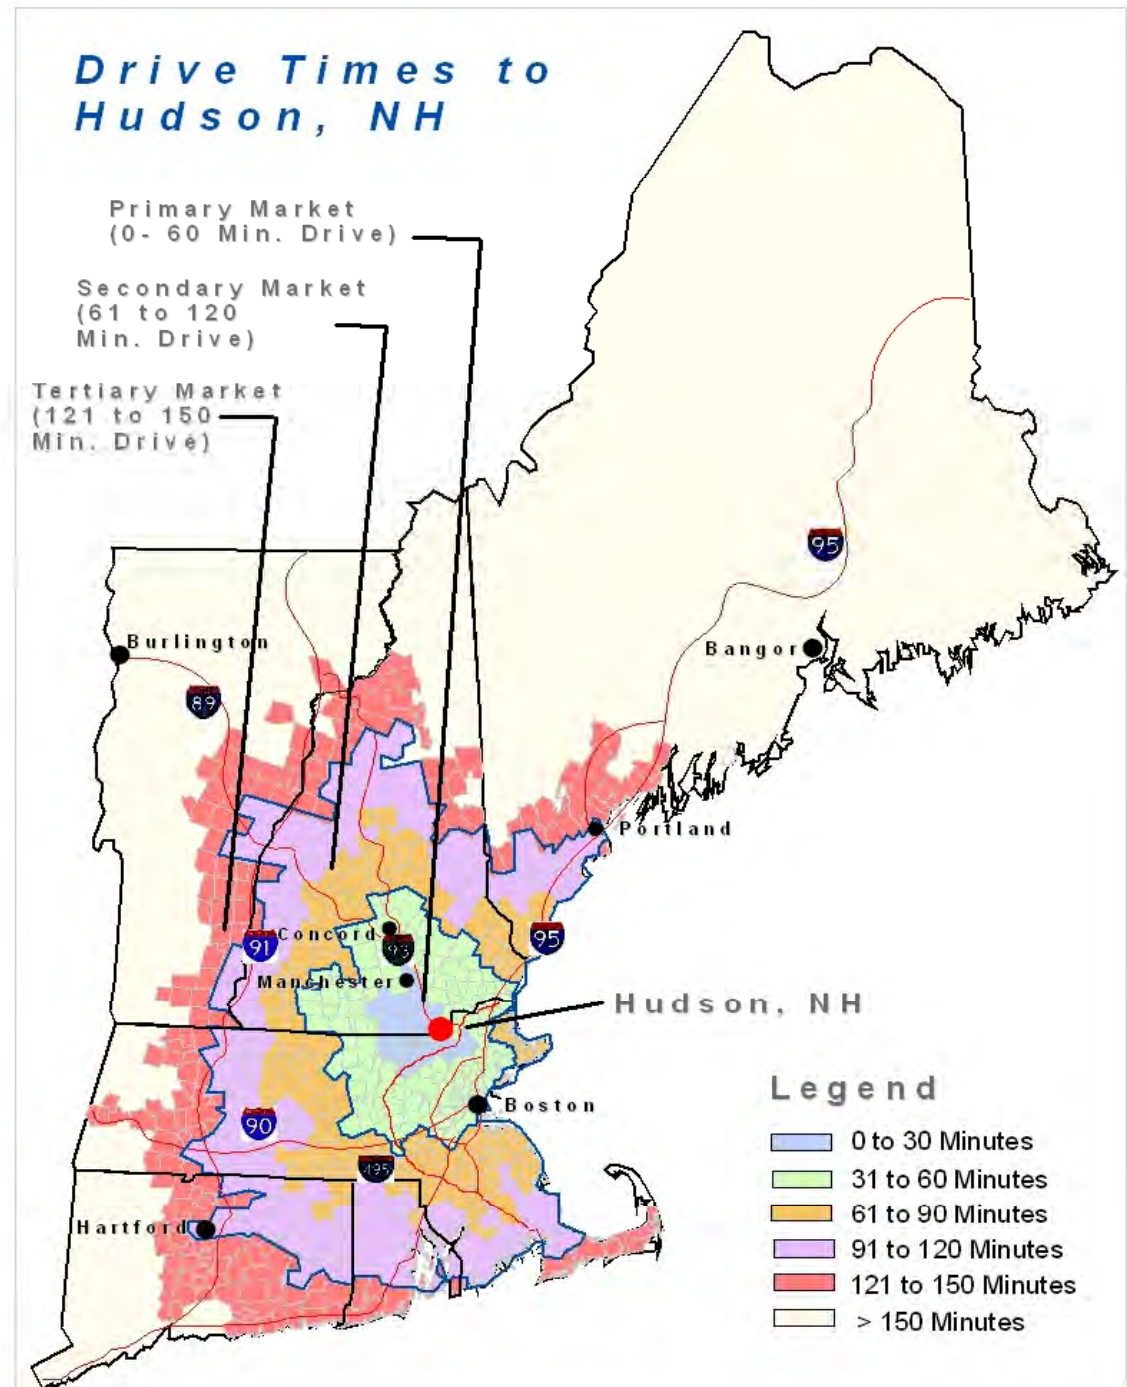 Drive Times to
Hudson, NH
Primary Market
(0- 60 Min. Drive)
Secondary Market
(61 to 120
Min. Drive)
Tertiary Market
(121 to 150
Min. Drive)
95
Burlington
Bangor
89
Portland
Concord
91
93
95
Manchester
Hudson, NH
Legend
Boston
90
0 to 30 Minutes
495
31 to 60 Minutes
61 to 90 Minutes
Hartford
91 to 120 Minutes
121 to 150 Minutes
> 150 Minutes